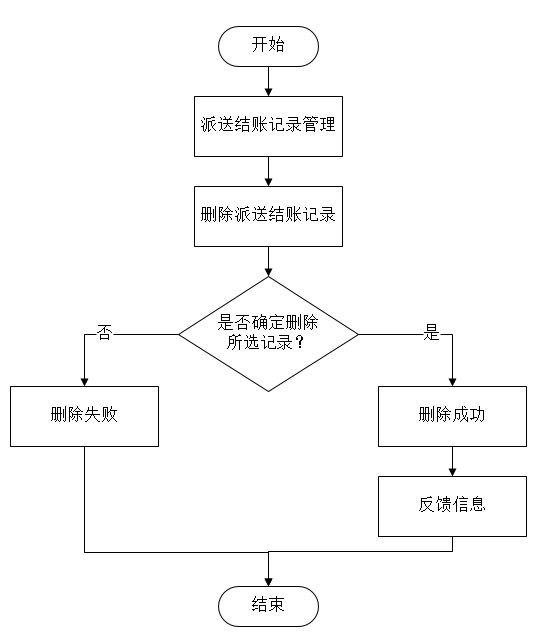 开始
派送结账记录管理
删除派送结账记录
是否确定删除
所选记录？
否
是
删除失败
删除成功
反馈信息
结束